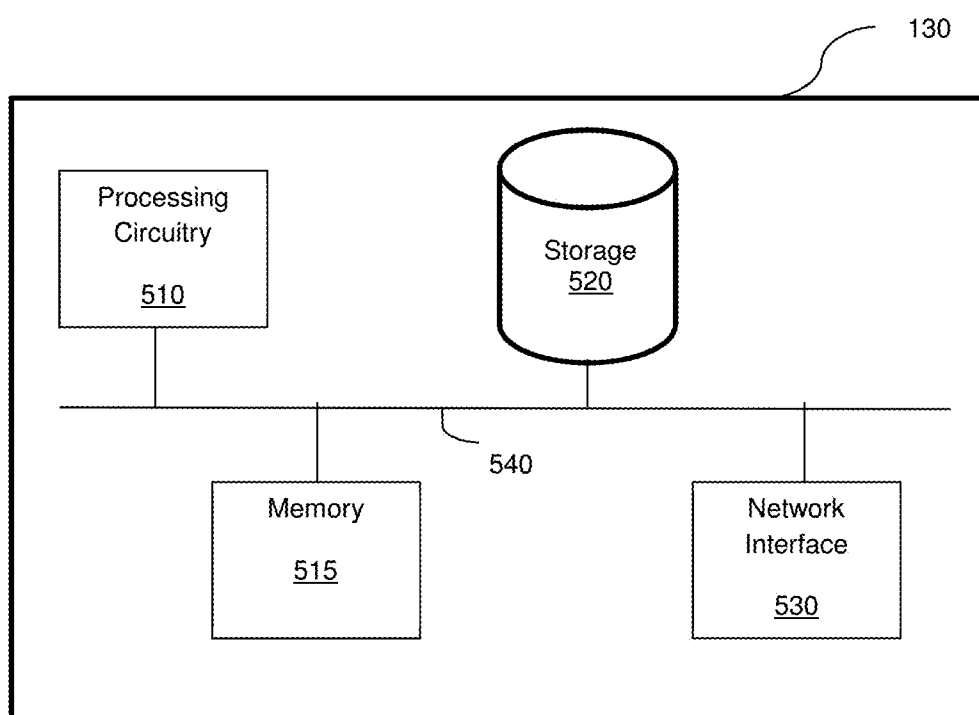 130
Processing
Circuitry
510
Storage
520
540
Memory
515
Network
Interface
530